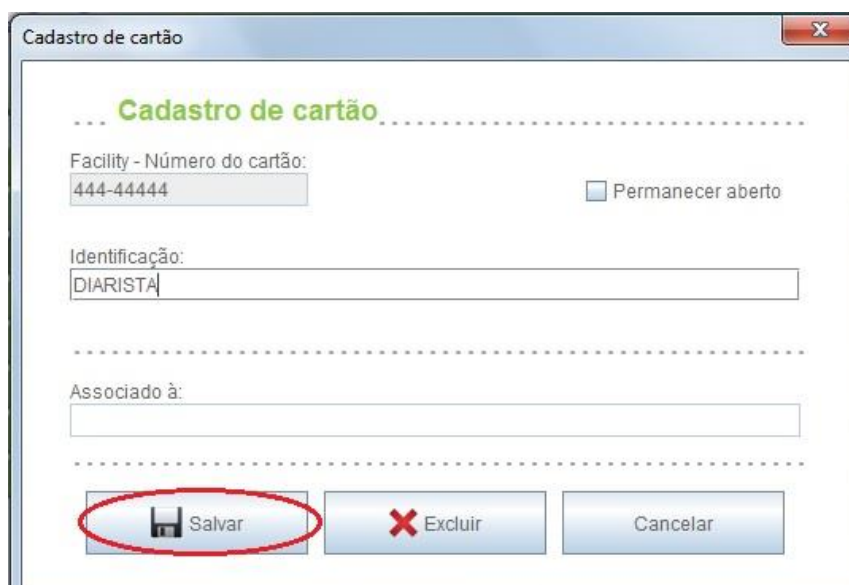 Cadastro de cartão
Cadastro de cartão
Facility - Número do cartão:
444-44444
Permanecer aberto
Identificação:
DIARISTA
Associado à:
Salvar
Excluir
Cancelar